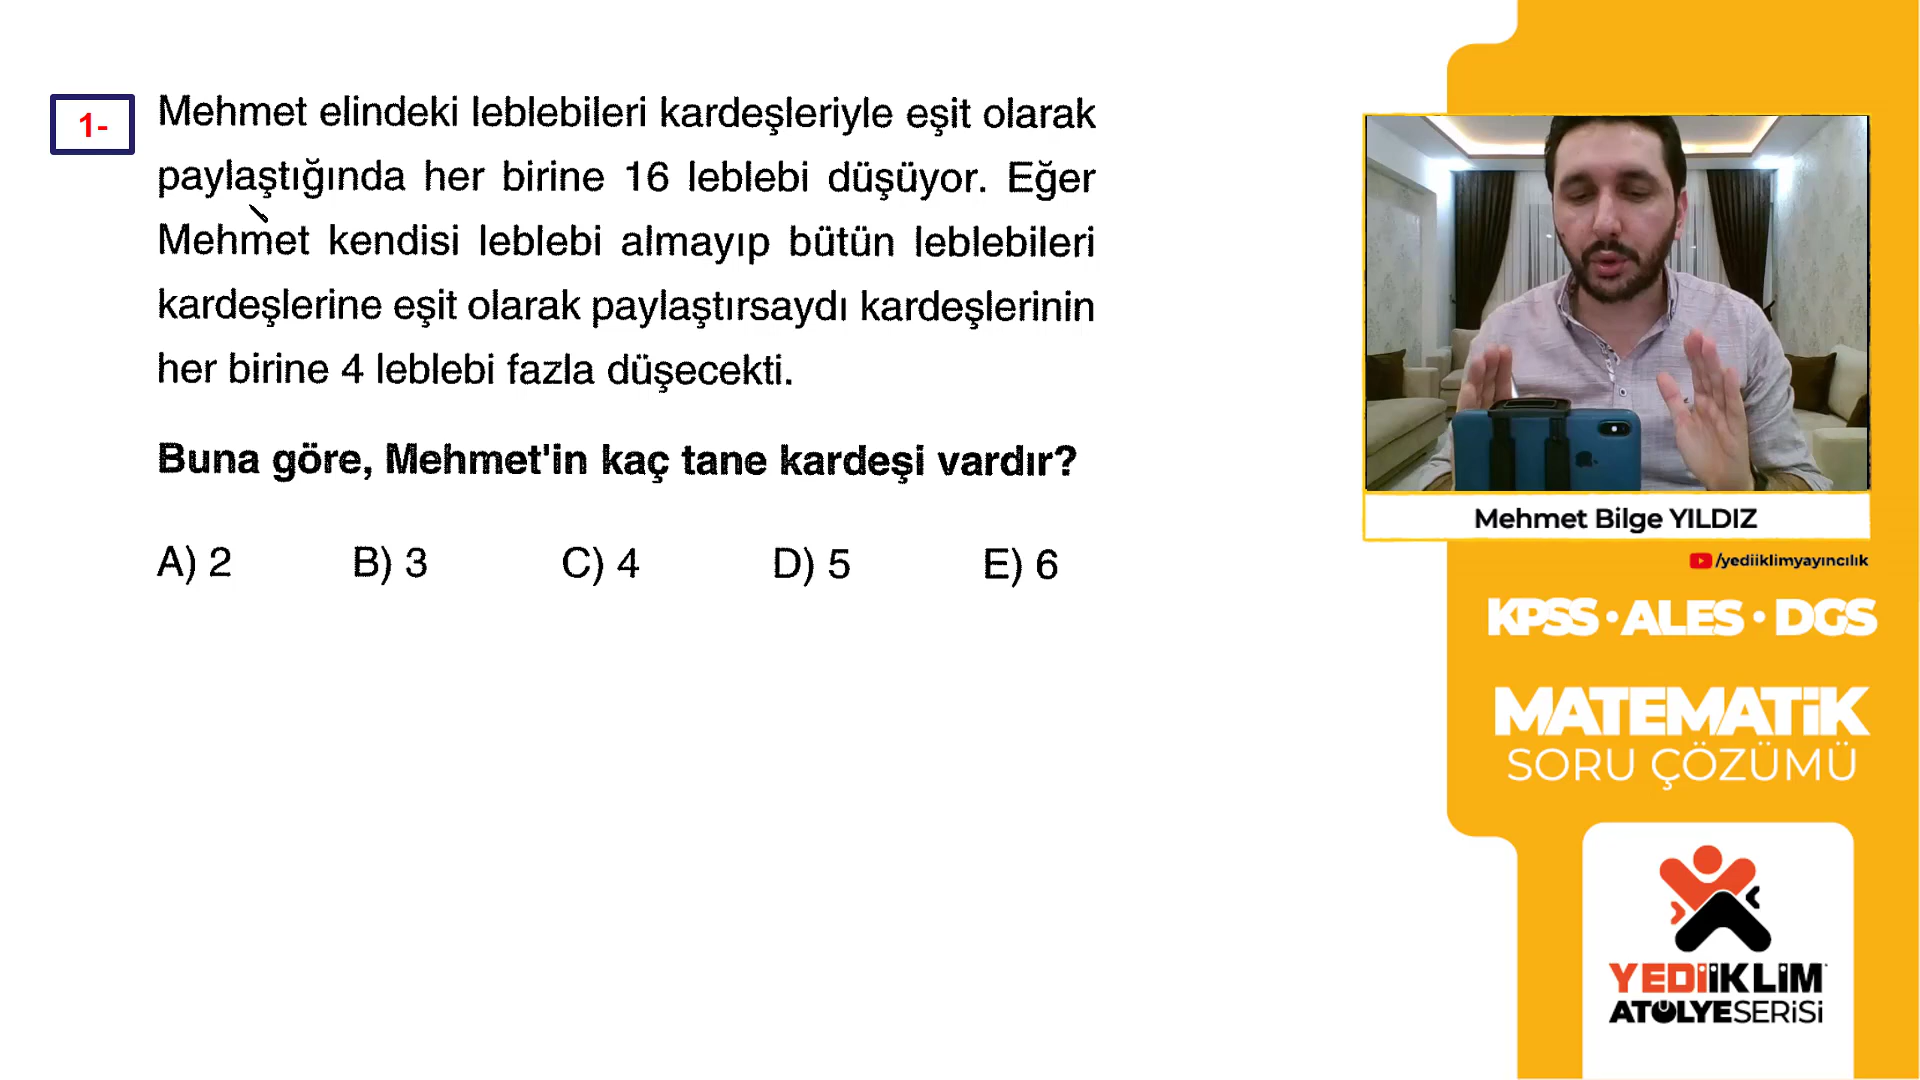 1-
Mehmet elindeki leblebileri kardeşleriyle eşit olarak
paylaştığında her birine 16 leblebi düşüyor. Eğer
Mehmet kendisi leblebi almayıp bütün leblebileri
kardeşlerine eşit olarak paylaştırsaydı kardeşlerinin
her birine 4 leblebi fazla düşecekti.
Buna göre, Mehmet'in kaç tane kardeşi vardır?
A) 2 B) 3 C) 4 D) 5 E) 6
Mehmet Bilge YILDIZ
/yediiklimyayıncılık
KPSS • ALES • DGS
MATEMATİK
SORU ÇÖZÜMÜ
YEDİİKLİM
ATÖLYESERİSİ